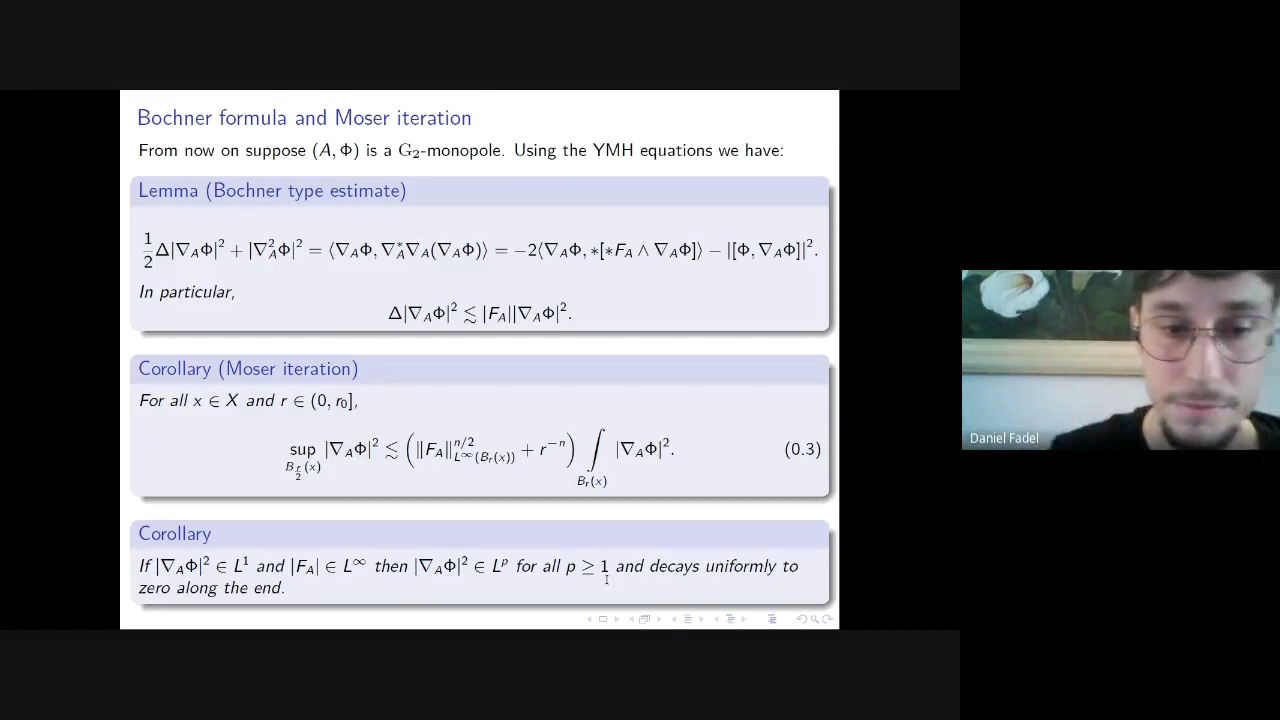 Bochner formula and Moser iteration
From now on suppose (A, Φ) is a G₂-monopole. Using the YMH equations we have:
Lemma (Bochner type estimate)
½Δ|∇_AΦ|² + |∇²_AΦ|² = ⟨∇_AΦ, ∇*_A∇_A(∇_AΦ)⟩ = −2⟨∇_AΦ, *[*F_A ∧ ∇_AΦ]⟩ − |[Φ, ∇_AΦ]|².
In particular,
Δ|∇_AΦ|² ≲ |F_A||∇_AΦ|².
Corollary (Moser iteration)
For all x ∈ X and r ∈ (0, r₀],
sup_{B_{r/2}(x)} |∇_AΦ|² ≲ (‖F_A‖^{n/2}_{L^∞(B_r(x))} + r^{−n}) ∫_{B_r(x)} |∇_AΦ|². (0.3)
Corollary
If |∇_AΦ|² ∈ L¹ and |F_A| ∈ L^∞ then |∇_AΦ|² ∈ L^p for all p ≥ 1 and decays uniformly to
zero along the end.
Daniel Fadel